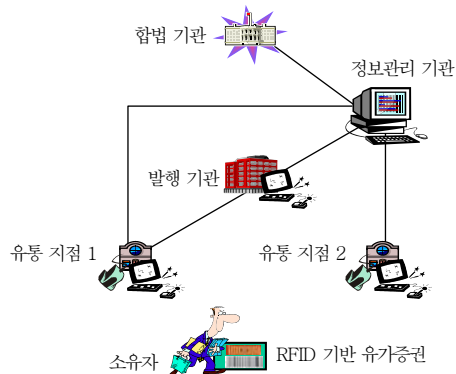 합법 기관
정보관리 기관
발행 기관
유통 지점 1
유통 지점 2
소유자
RFID 기반 유가증권